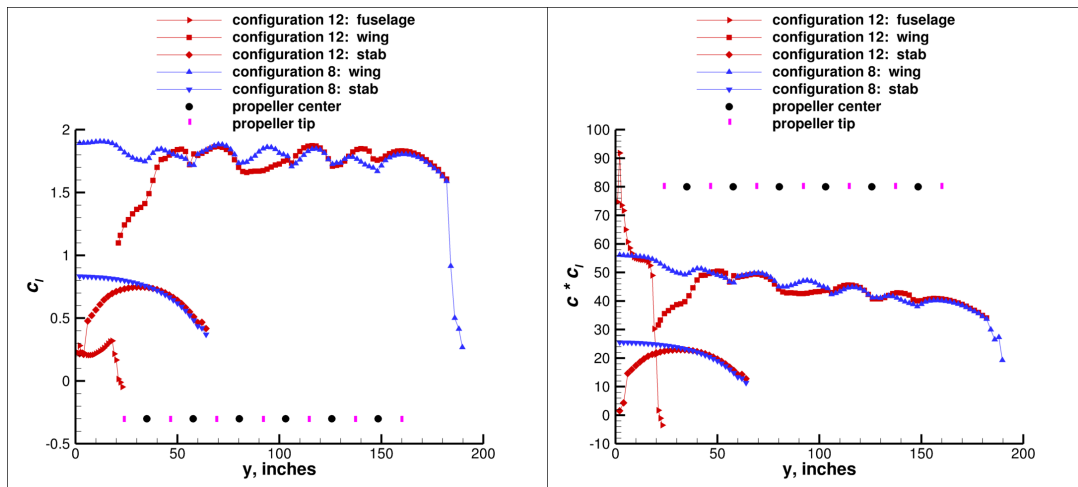 configuration 12: fuselage
configuration 12: wing
configuration 12: stab
configuration 8: wing
configuration 8: stab
propeller center
propeller tip
2
1.5
1
0.5
0
-0.5
c_l
0 50 100 150 200
y, inches
configuration 12: fuselage
configuration 12: wing
configuration 12: stab
configuration 8: wing
configuration 8: stab
propeller center
propeller tip
100
90
80
70
60
50
40
30
20
10
0
-10
c * c_l
0 50 100 150 200
y, inches